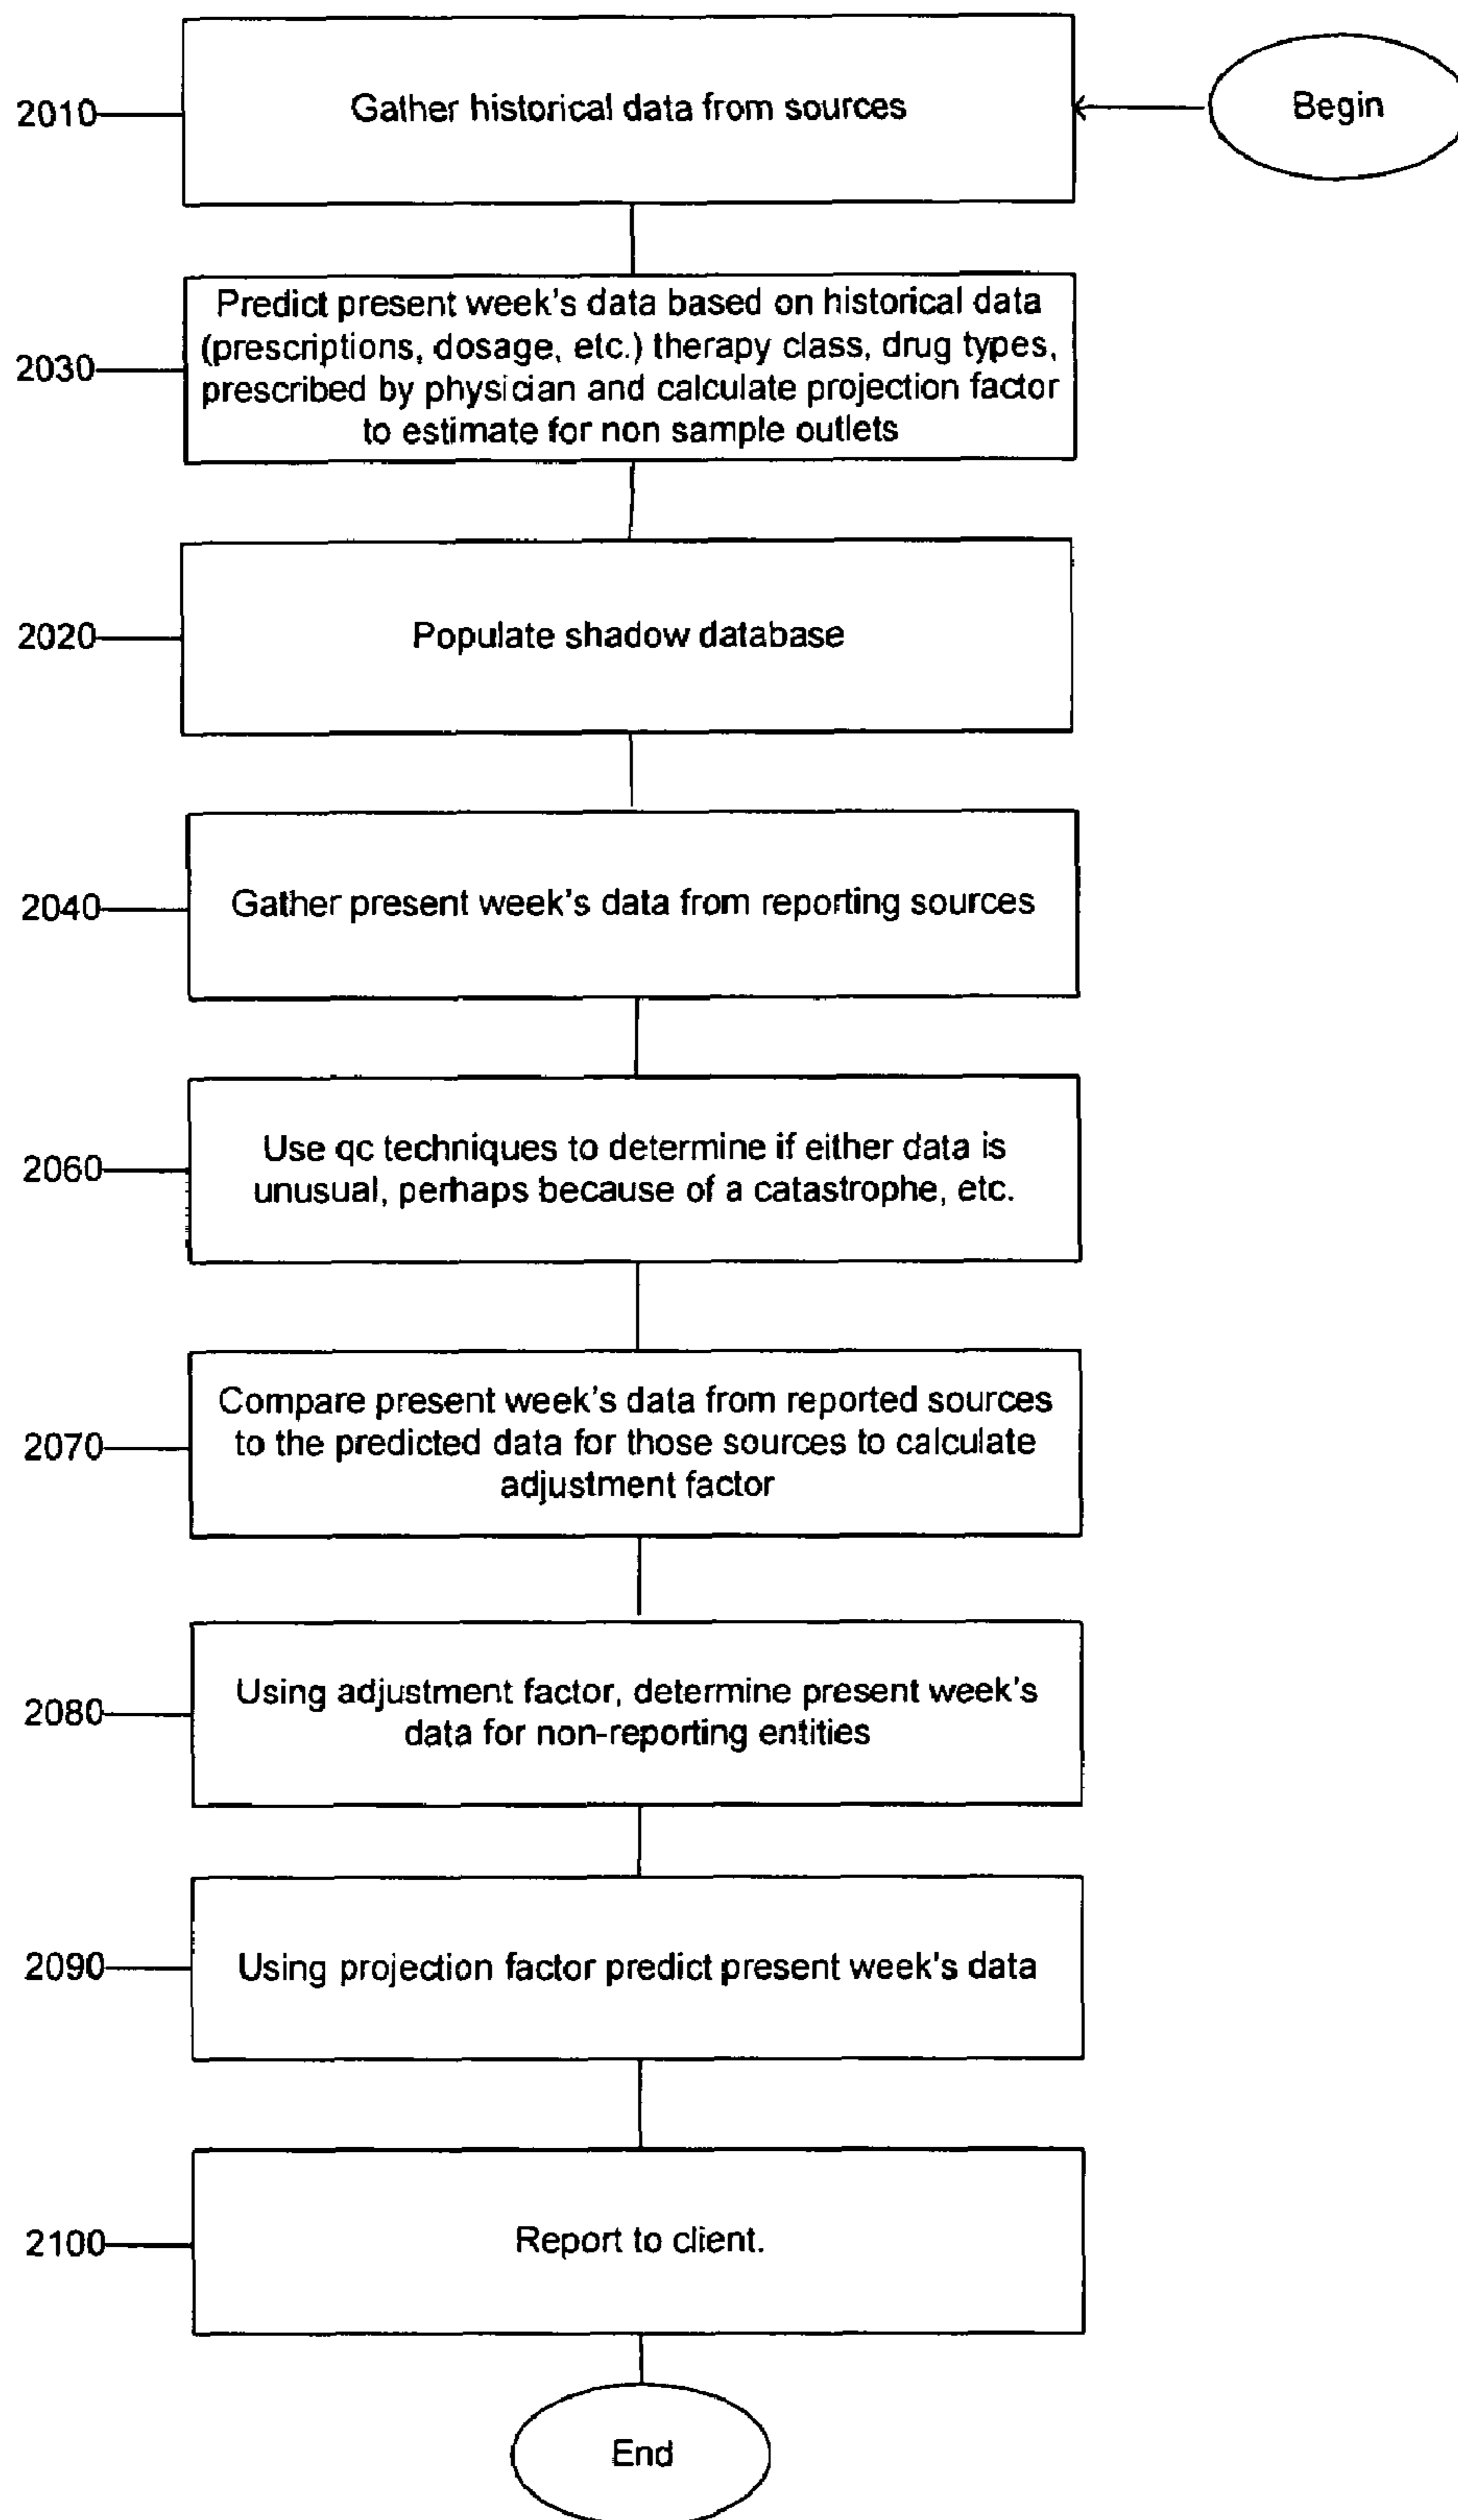 2010
Gather historical data from sources
Begin
2030
Predict present week's data based on historical data
(prescriptions, dosage, etc.) therapy class, drug types,
prescribed by physician and calculate projection factor
to estimate for non sample outlets
2020
Populate shadow database
2040
Gather present week's data from reporting sources
2060
Use qc techniques to determine if either data is
unusual, perhaps because of a catastrophe, etc.
2070
Compare present week's data from reported sources
to the predicted data for those sources to calculate
adjustment factor
2080
Using adjustment factor, determine present week's
data for non-reporting entities
2090
Using projection factor predict present week's data
2100
Report to client.
End